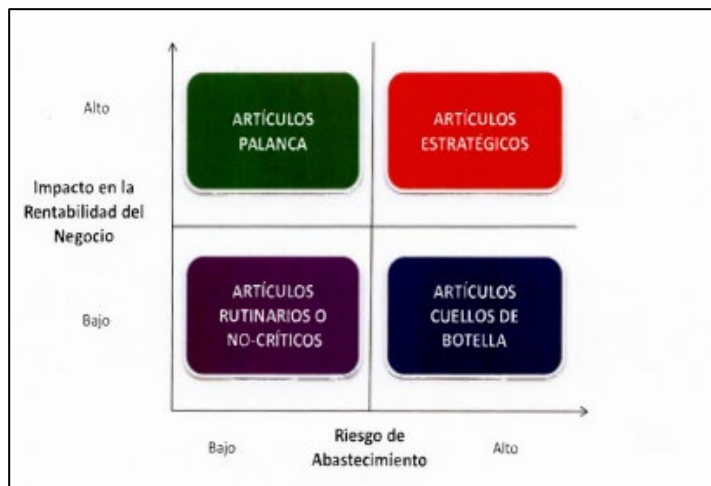 Alto
ARTÍCULOS
PALANCA
ARTÍCULOS
ESTRATÉGICOS
Impacto en la
Rentabilidad del
Negocio
Bajo
ARTÍCULOS
RUTINARIOS O
NO-CRÍTICOS
ARTÍCULOS
CUELLOS DE
BOTELLA
Bajo
Riesgo de
Abastecimiento
Alto